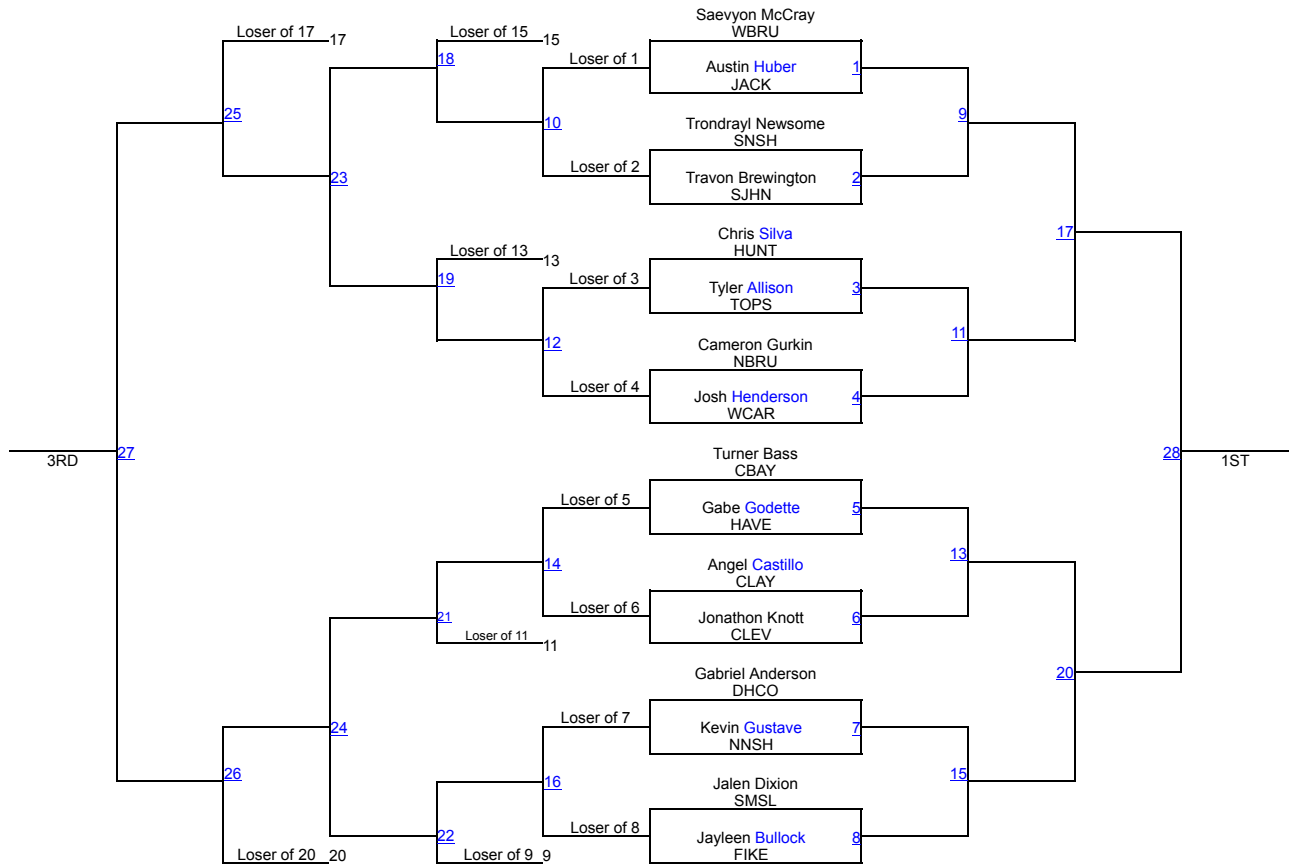 Saevyon McCray
WBRU
Loser of 17 17
Loser of 15 15
18
Loser of 1
Austin Huber 1
JACK
25
10
9
Trondrayl Newsome
SNSH
Loser of 2
23
Travon Brewington 2
SJHN
Chris Silva
HUNT
17
Loser of 13 13
19
Loser of 3
Tyler Allison 3
TOPS
12
11
Cameron Gurkin
NBRU
Loser of 4
Josh Henderson 4
WCAR
3RD
27
Turner Bass
CBAY
28
1ST
Loser of 5
Gabe Godette 5
HAVE
14
13
Angel Castillo
CLAY
21
Loser of 6
Jonathon Knott 6
CLEV
Loser of 11 11
20
Gabriel Anderson
DHCO
Loser of 7
24
Kevin Gustave 7
NNSH
26
16
15
Jalen Dixion
SMSL
22
Loser of 8
Jayleen Bullock 8
FIKE
Loser of 20 20
Loser of 9 9